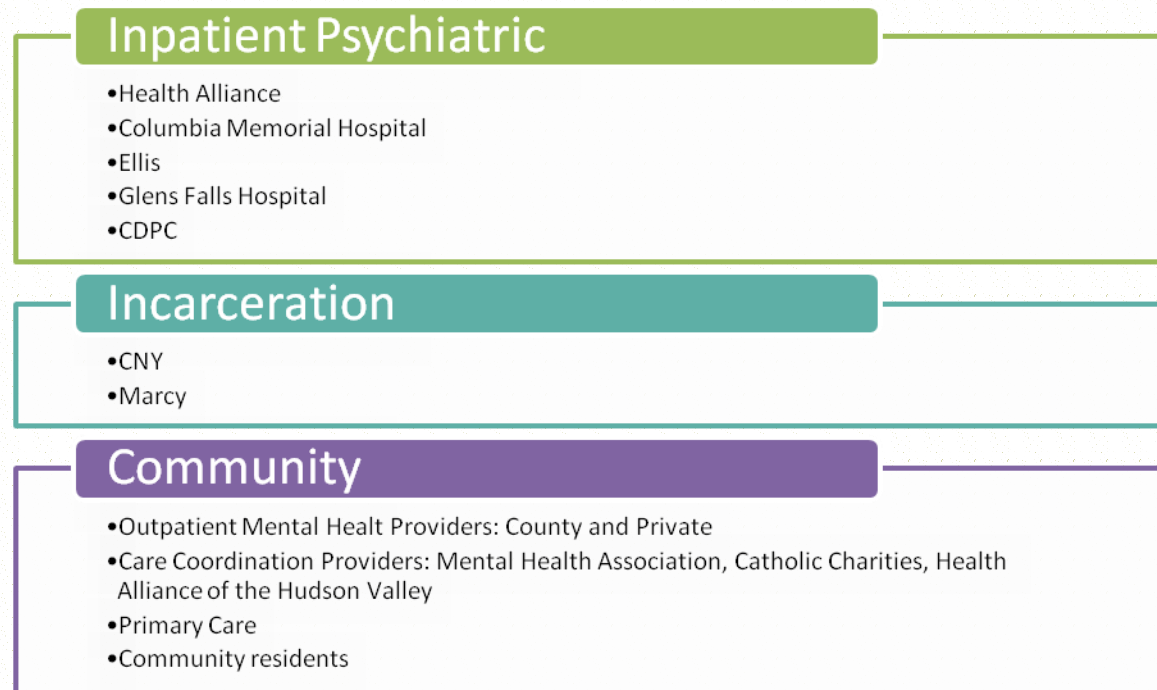 Inpatient Psychiatric
•Health Alliance
•Columbia Memorial Hospital
•Ellis
•Glens Falls Hospital
•CDPC
Incarceration
•CNY
•Marcy
Community
•Outpatient Mental Healt Providers: County and Private
•Care Coordination Providers: Mental Health Association, Catholic Charities, Health
Alliance of the Hudson Valley
•Primary Care
•Community residents